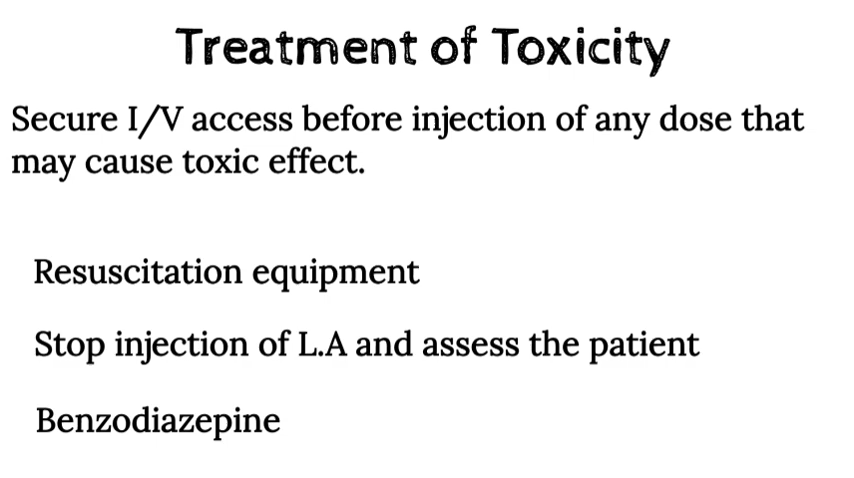 Treatment of Toxicity
Secure I/V access before injection of any dose that
may cause toxic effect.
Resuscitation equipment
Stop injection of L.A and assess the patient
Benzodiazepine